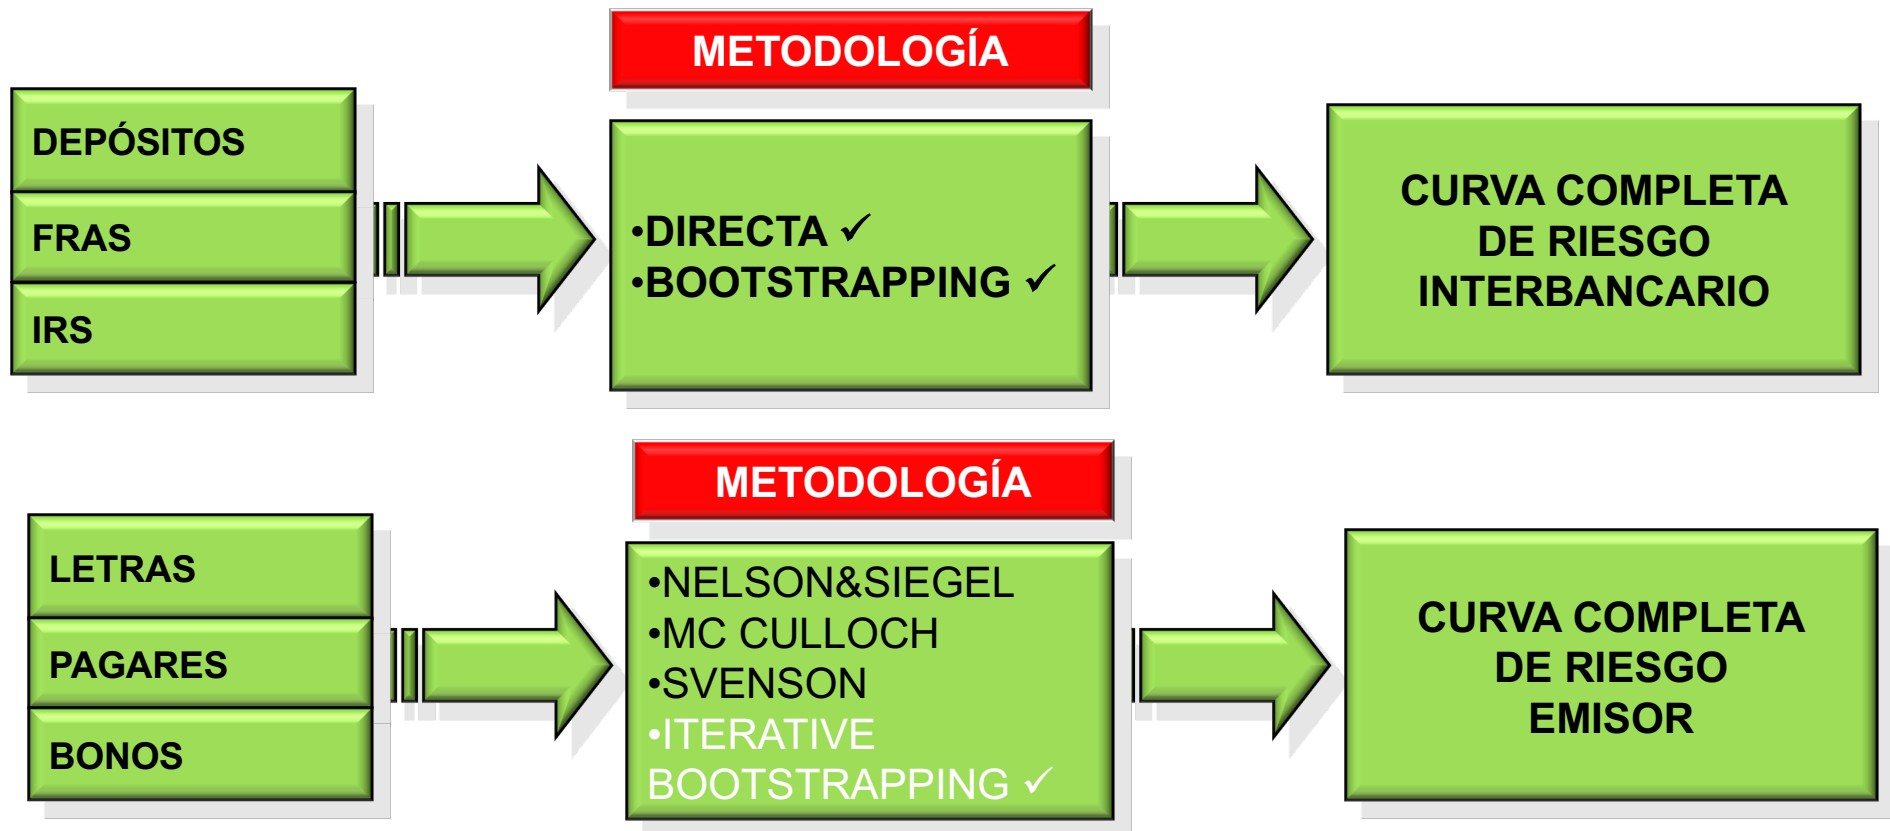 METODOLOGÍA
DEPÓSITOS
FRAS
IRS
•DIRECTA ✓
•BOOTSTRAPPING ✓
CURVA COMPLETA
DE RIESGO
INTERBANCARIO
METODOLOGÍA
LETRAS
PAGARES
BONOS
•NELSON&SIEGEL
•MC CULLOCH
•SVENSON
•ITERATIVE
BOOTSTRAPPING ✓
CURVA COMPLETA
DE RIESGO
EMISOR